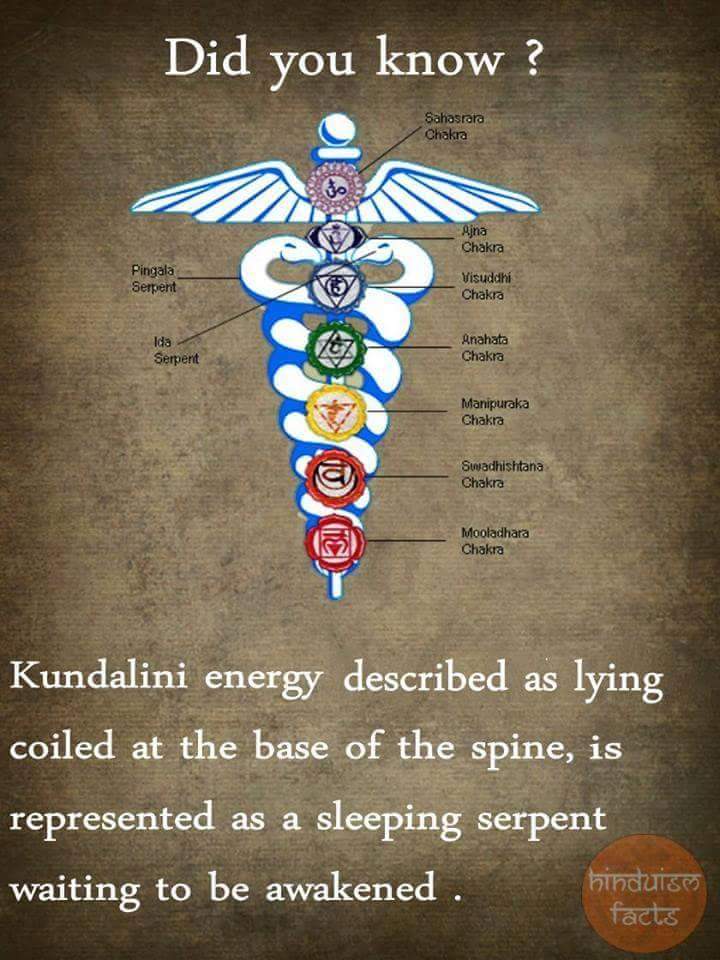 Did you know ?
Sahasrara
Chakra
Ajna
Chakra
Pingala
Serpent
Visuddhi
Chakra
Ida
Serpent
Anahata
Chakra
Manipuraka
Chakra
Swadhishtana
Chakra
Mooladhara
Chakra
Kundalini energy described as lying
coiled at the base of the spine, is
represented as a sleeping serpent
waiting to be awakened .
hinduism
facts